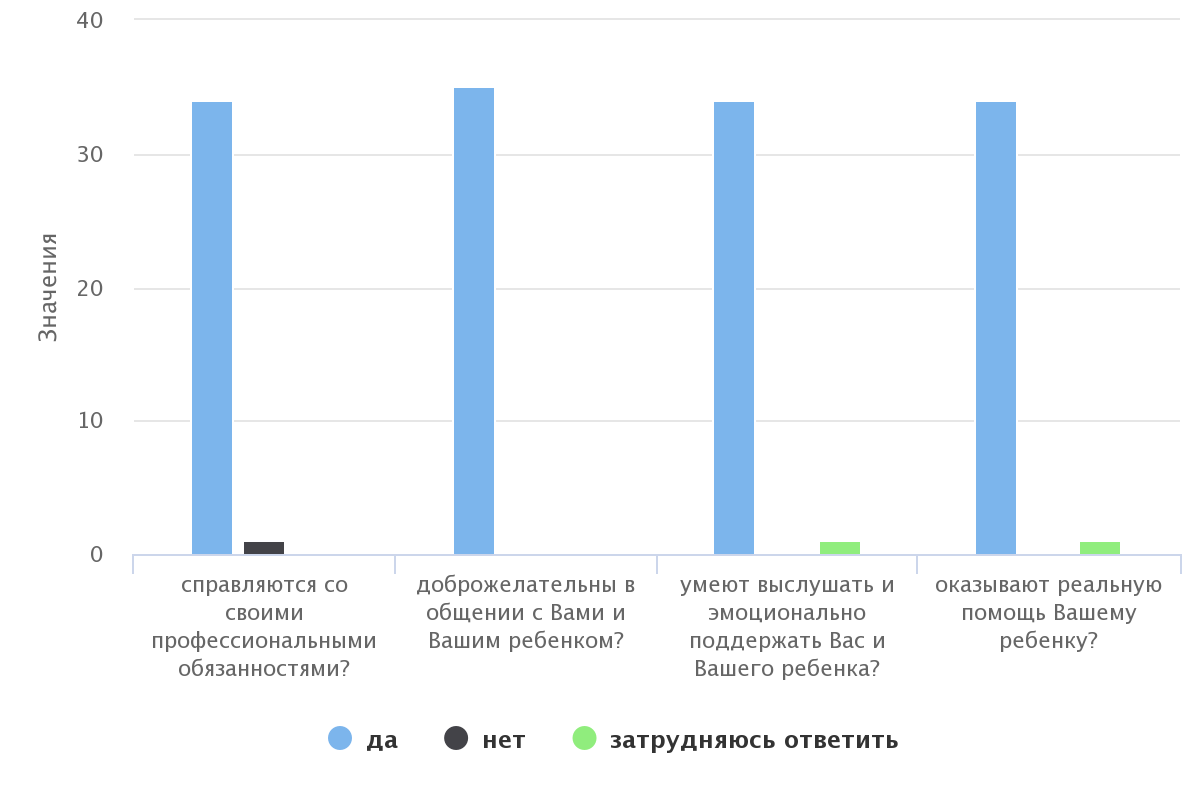 40
30
20
10
0
Значения
справляются со
своими
профессиональными
обязанностями?
доброжелательны в
общении с Вами и
Вашим ребенком?
умеют выслушать и
эмоционально
поддержать Вас и
Вашего ребенка?
оказывают реальную
помощь Вашему
ребенку?
да нет затрудняюсь ответить